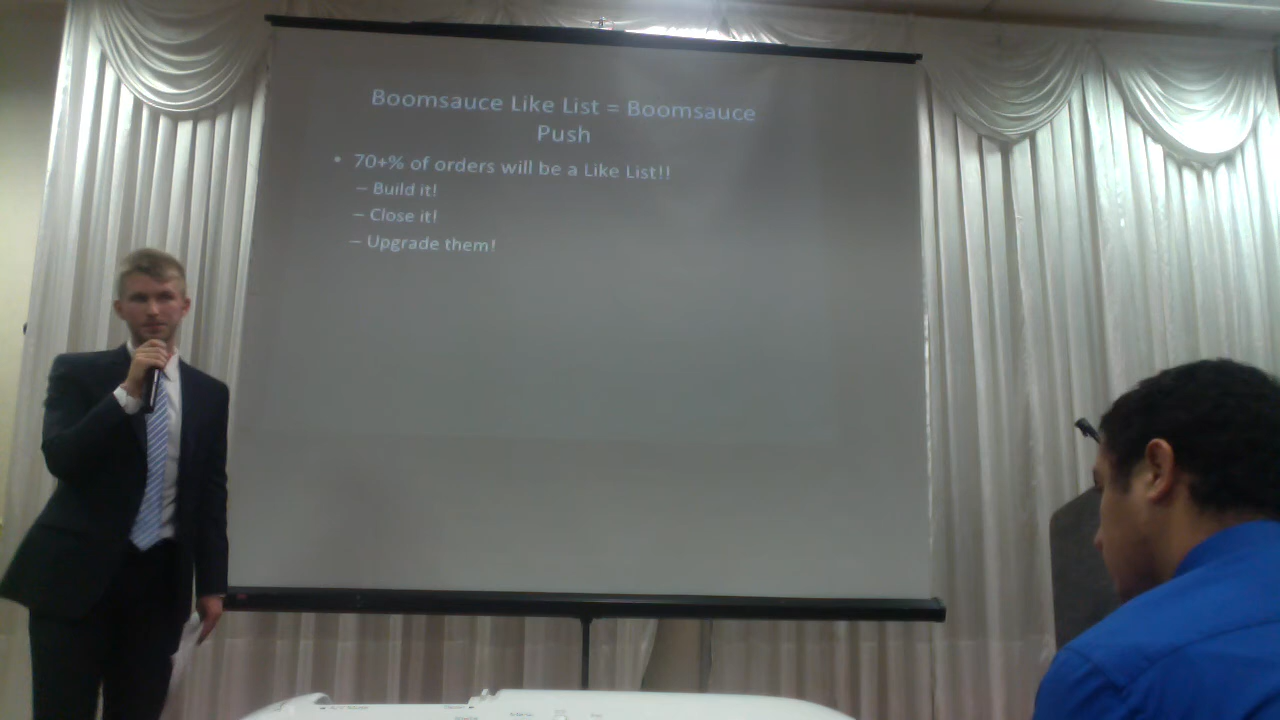 Boomsauce Like List = Boomsauce
Push
• 70+% of orders will be a Like List!!
– Build it!
– Close it!
– Upgrade them!